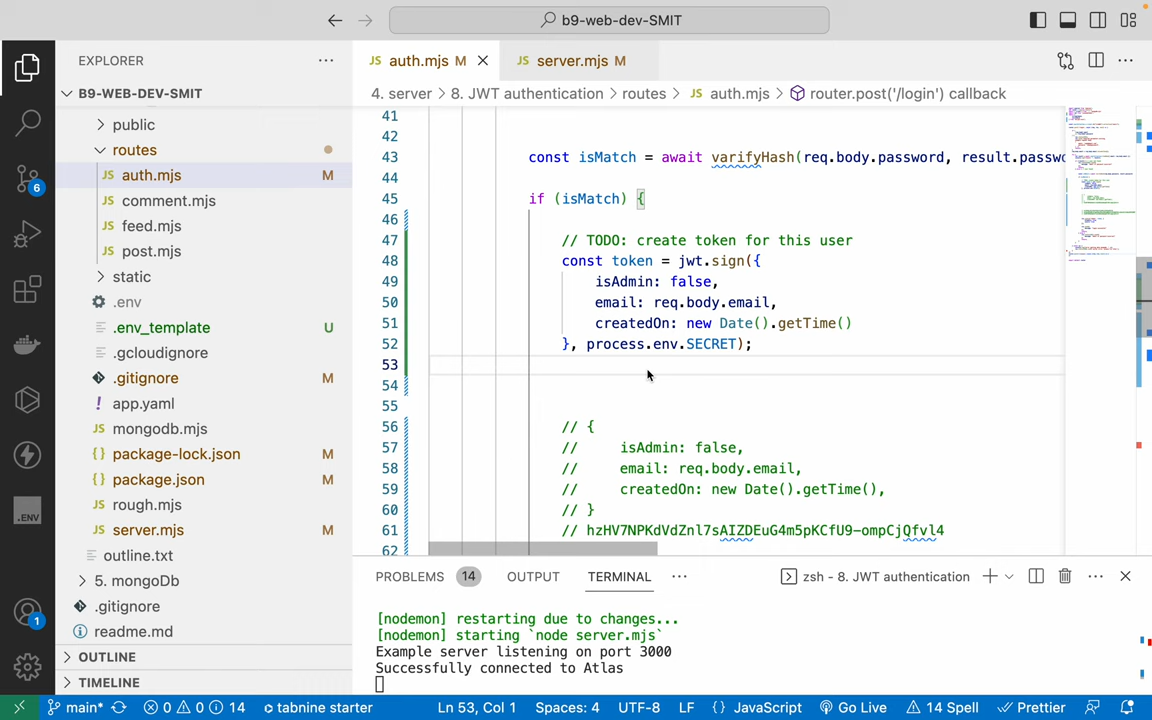 b9-web-dev-SMIT
EXPLORER
B9-WEB-DEV-SMIT
public
routes
JS auth.mjs M
JS comment.mjs
JS feed.mjs
JS post.mjs
static
.env
.env_template U
.gcloudignore
.gitignore M
! app.yaml
JS mongodb.mjs
{} package-lock.json M
{} package.json M
JS rough.mjs
JS server.mjs M
outline.txt
5. mongoDb
.gitignore
readme.md
OUTLINE
TIMELINE
6
.ENV
1
JS auth.mjs M
JS server.mjs M
4. server > 8. JWT authentication > routes > JS auth.mjs > router.post('/login') callback
41
42
43 const isMatch = await varifyHash(req.body.password, result.passwo
44
45 if (isMatch) {
46
47 // TODO: create token for this user
48 const token = jwt.sign({
49 isAdmin: false,
50 email: req.body.email,
51 createdOn: new Date().getTime()
52 }, process.env.SECRET);
53
54
55
56 // {
57 // isAdmin: false,
58 // email: req.body.email,
59 // createdOn: new Date().getTime(),
60 // }
61 // hzHV7NPKdVdZnl7sAIZDEuG4m5pKCfU9-ompCjQfvl4
62
PROBLEMS 14 OUTPUT TERMINAL zsh - 8. JWT authentication
[nodemon] restarting due to changes...
[nodemon] starting `node server.mjs`
Example server listening on port 3000
Successfully connected to Atlas
main* 0 0 14 tabnine starter Ln 53, Col 1 Spaces: 4 UTF-8 LF {} JavaScript Go Live 14 Spell Prettier